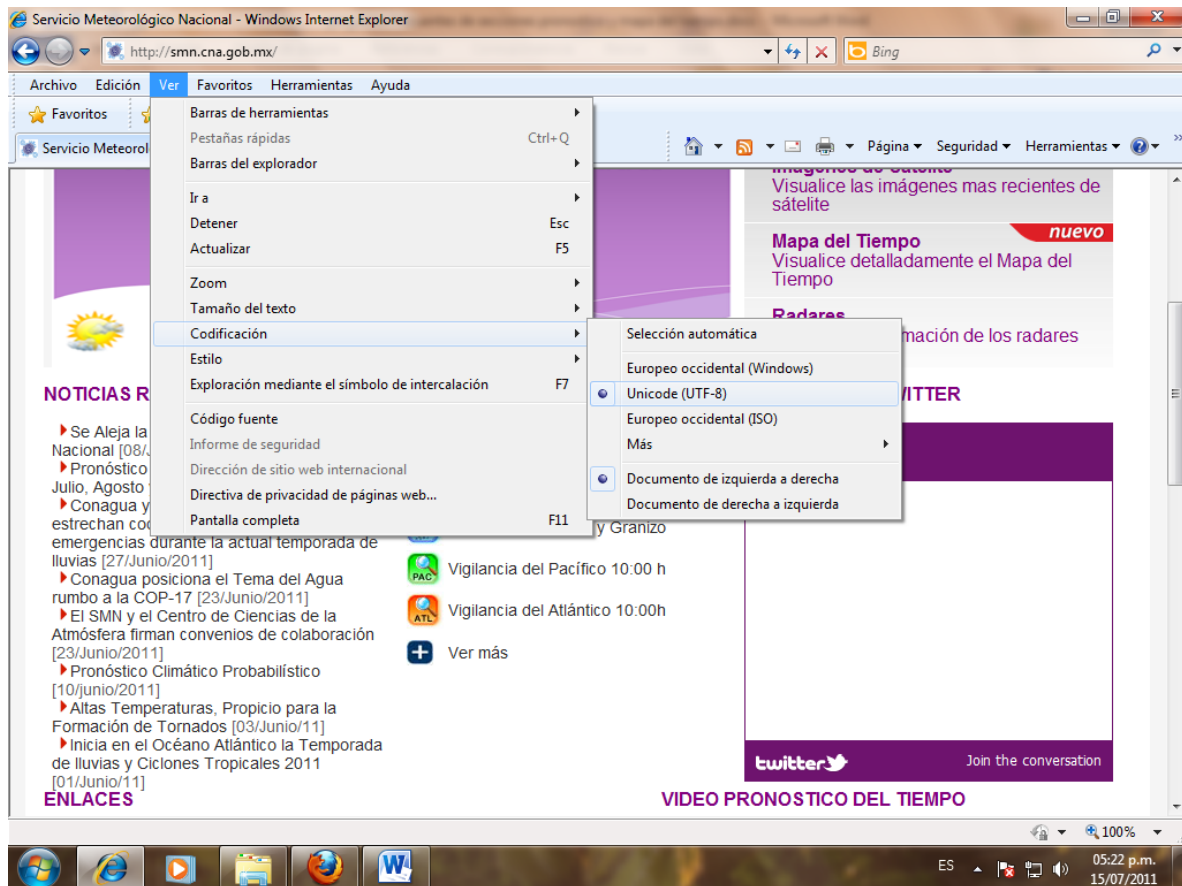 Servicio Meteorológico Nacional - Windows Internet Explorer
http://smn.cna.gob.mx/
Bing
Archivo Edición Ver Favoritos Herramientas Ayuda
Favoritos
Servicio Meteorol
Página Seguridad Herramientas
Barras de herramientas
Pestañas rápidas Ctrl+Q
Barras del explorador
Ir a
Detener Esc
Actualizar F5
Zoom
Tamaño del texto
Codificación
Estilo
Exploración mediante el símbolo de intercalación F7
Código fuente
Informe de seguridad
Dirección de sitio web internacional
Directiva de privacidad de páginas web...
Pantalla completa F11
Selección automática
Europeo occidental (Windows)
Unicode (UTF-8)
Europeo occidental (ISO)
Más
Documento de izquierda a derecha
Documento de derecha a izquierda
Visualice las imágenes mas recientes de
sátelite
nuevo
Mapa del Tiempo
Visualice detalladamente el Mapa del
Tiempo
Radares
mación de los radares
NOTICIAS R
Se Aleja la
Nacional [08/J
Pronóstico
Julio, Agosto
Conagua y
estrechan coo
emergencias durante la actual temporada de
lluvias [27/Junio/2011]
Conagua posiciona el Tema del Agua
rumbo a la COP-17 [23/Junio/2011]
El SMN y el Centro de Ciencias de la
Atmósfera firman convenios de colaboración
[23/Junio/2011]
Pronóstico Climático Probabilístico
[10/junio/2011]
Altas Temperaturas, Propicio para la
Formación de Tornados [03/Junio/11]
Inicia en el Océano Atlántico la Temporada
de lluvias y Ciclones Tropicales 2011
[01/Junio/11]
y Granizo
PAC Vigilancia del Pacífico 10:00 h
ATL Vigilancia del Atlántico 10:00h
Ver más
ITTER
twitter Join the conversation
ENLACES
VIDEO PRONOSTICO DEL TIEMPO
100%
ES
05:22 p.m.
15/07/2011